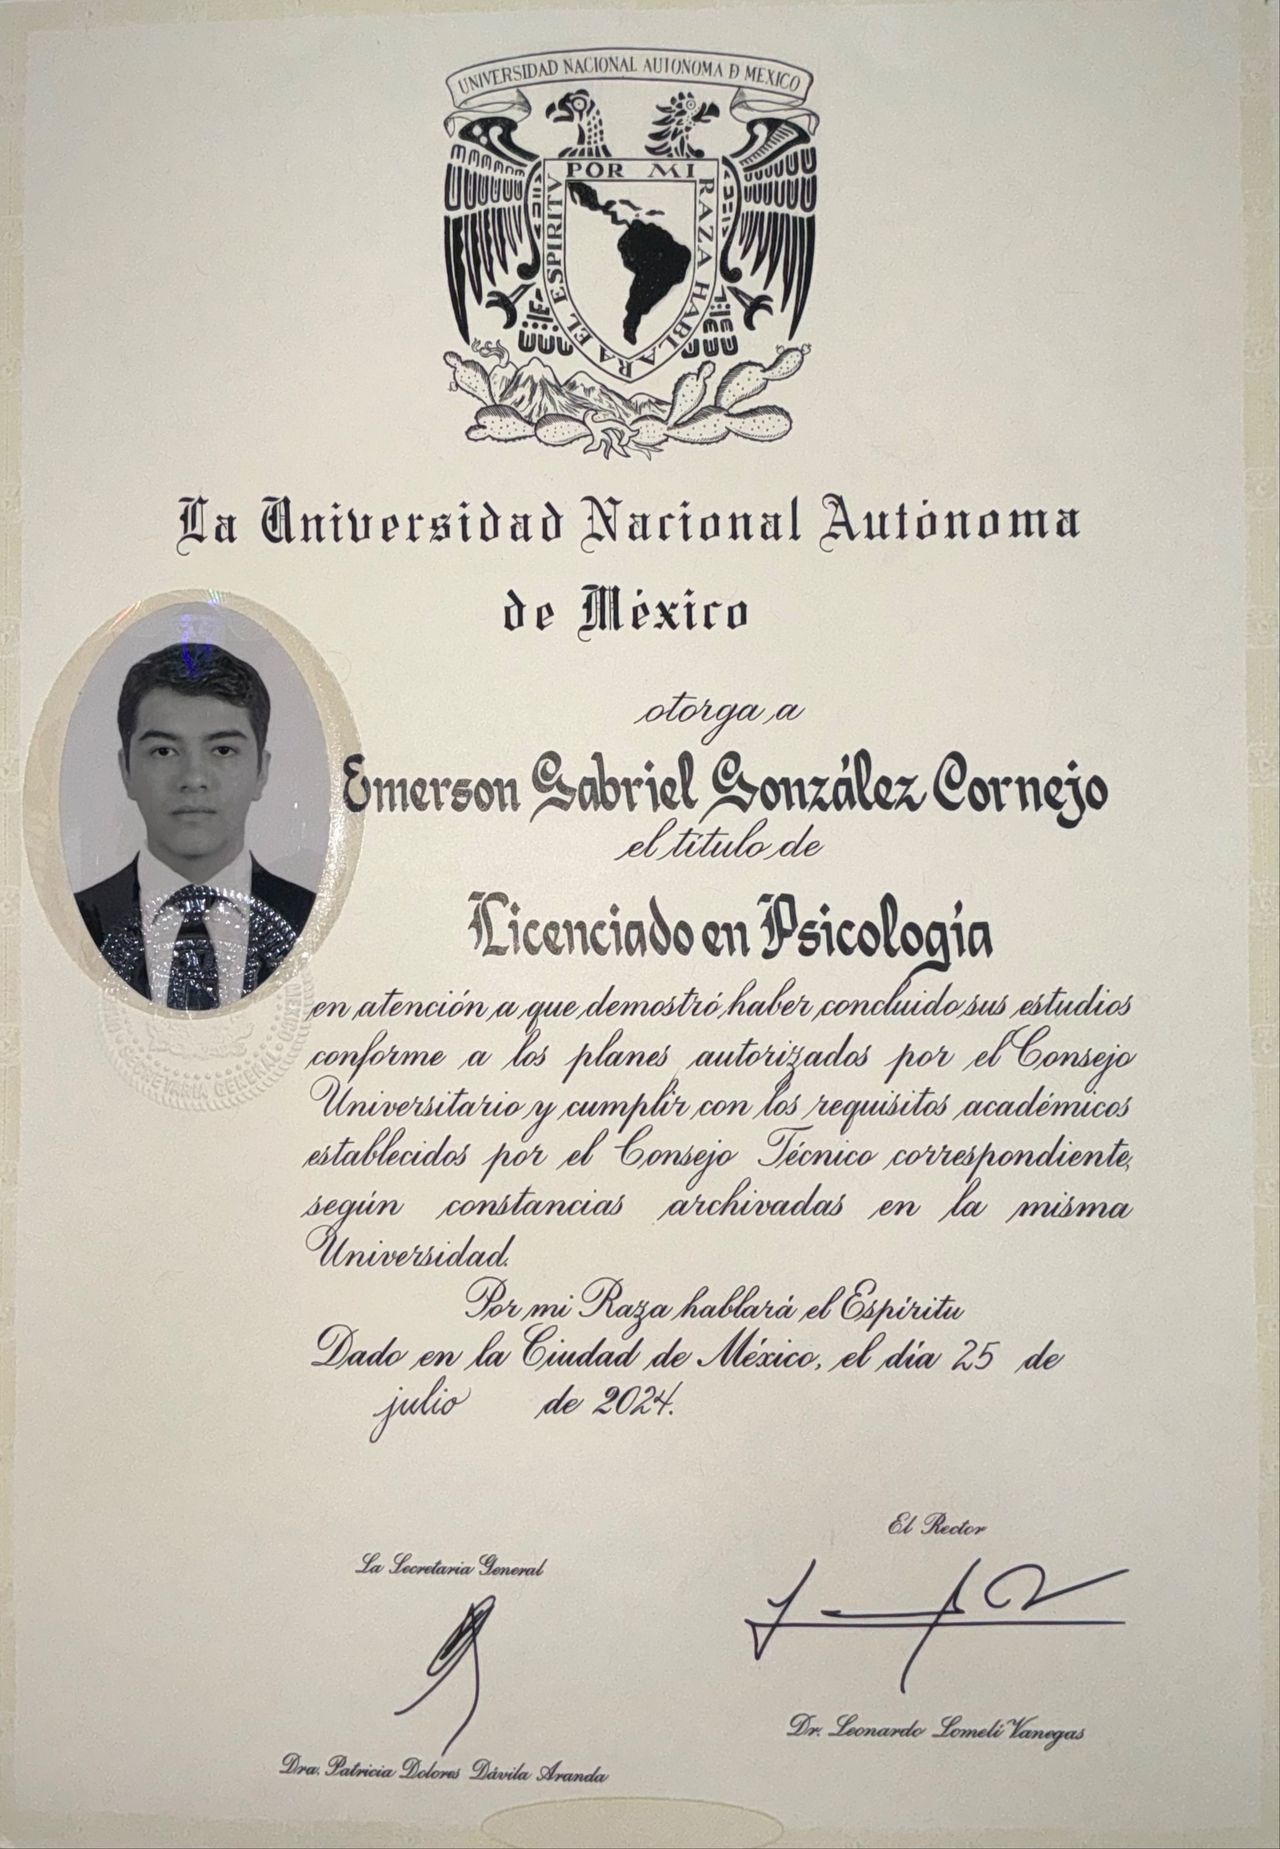 UNIVERSIDAD NACIONAL AUTONOMA D MEXICO
POR MI RAZA HABLARA EL ESPIRITV
La Universidad Nacional Autónoma
de México
otorga a
Emerson Gabriel González Cornejo
el título de
Licenciado en Psicología
en atención a que demostró haber concluido sus estudios
conforme a los planes autorizados por el Consejo
Universitario y cumplir con los requisitos académicos
establecidos por el Consejo Técnico correspondiente,
según constancias archivadas en la misma
Universidad.
SECRETARIA GENERAL
Por mi Raza hablará el Espíritu
Dado en la Ciudad de México, el día 25 de
julio de 2024.
El Rector
La Secretaria General
Dr. Leonardo Lomelí Vanegas
Dra. Patricia Dolores Dávila Aranda